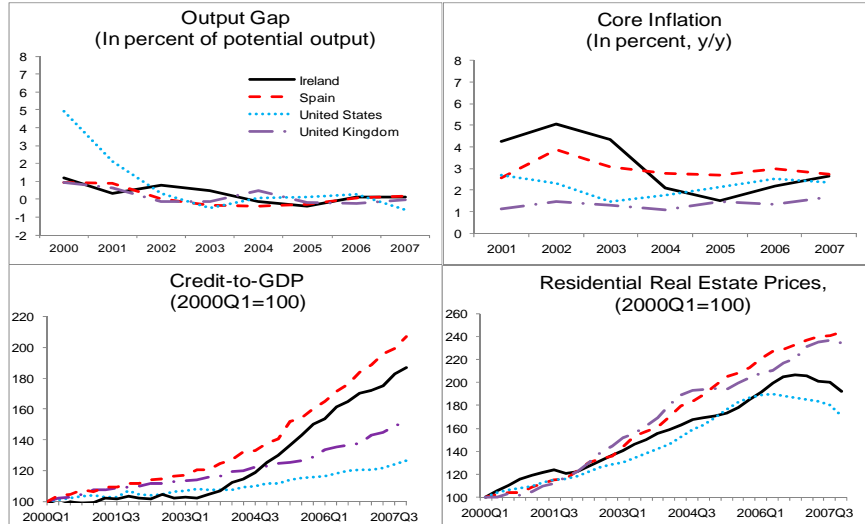 Output Gap
(In percent of potential output)
8
7
6
5
4
3
2
1
0
-1
-2
Ireland
Spain
United States
United Kingdom
2000 2001 2002 2003 2004 2005 2006 2007
Core Inflation
(In percent, y/y)
8
7
6
5
4
3
2
1
0
2001 2002 2003 2004 2005 2006 2007
Credit-to-GDP
(2000Q1=100)
220
200
180
160
140
120
100
2000Q1 2001Q3 2003Q1 2004Q3 2006Q1 2007Q3
Residential Real Estate Prices,
(2000Q1=100)
260
240
220
200
180
160
140
120
100
2000Q1 2001Q3 2003Q1 2004Q3 2006Q1 2007Q3